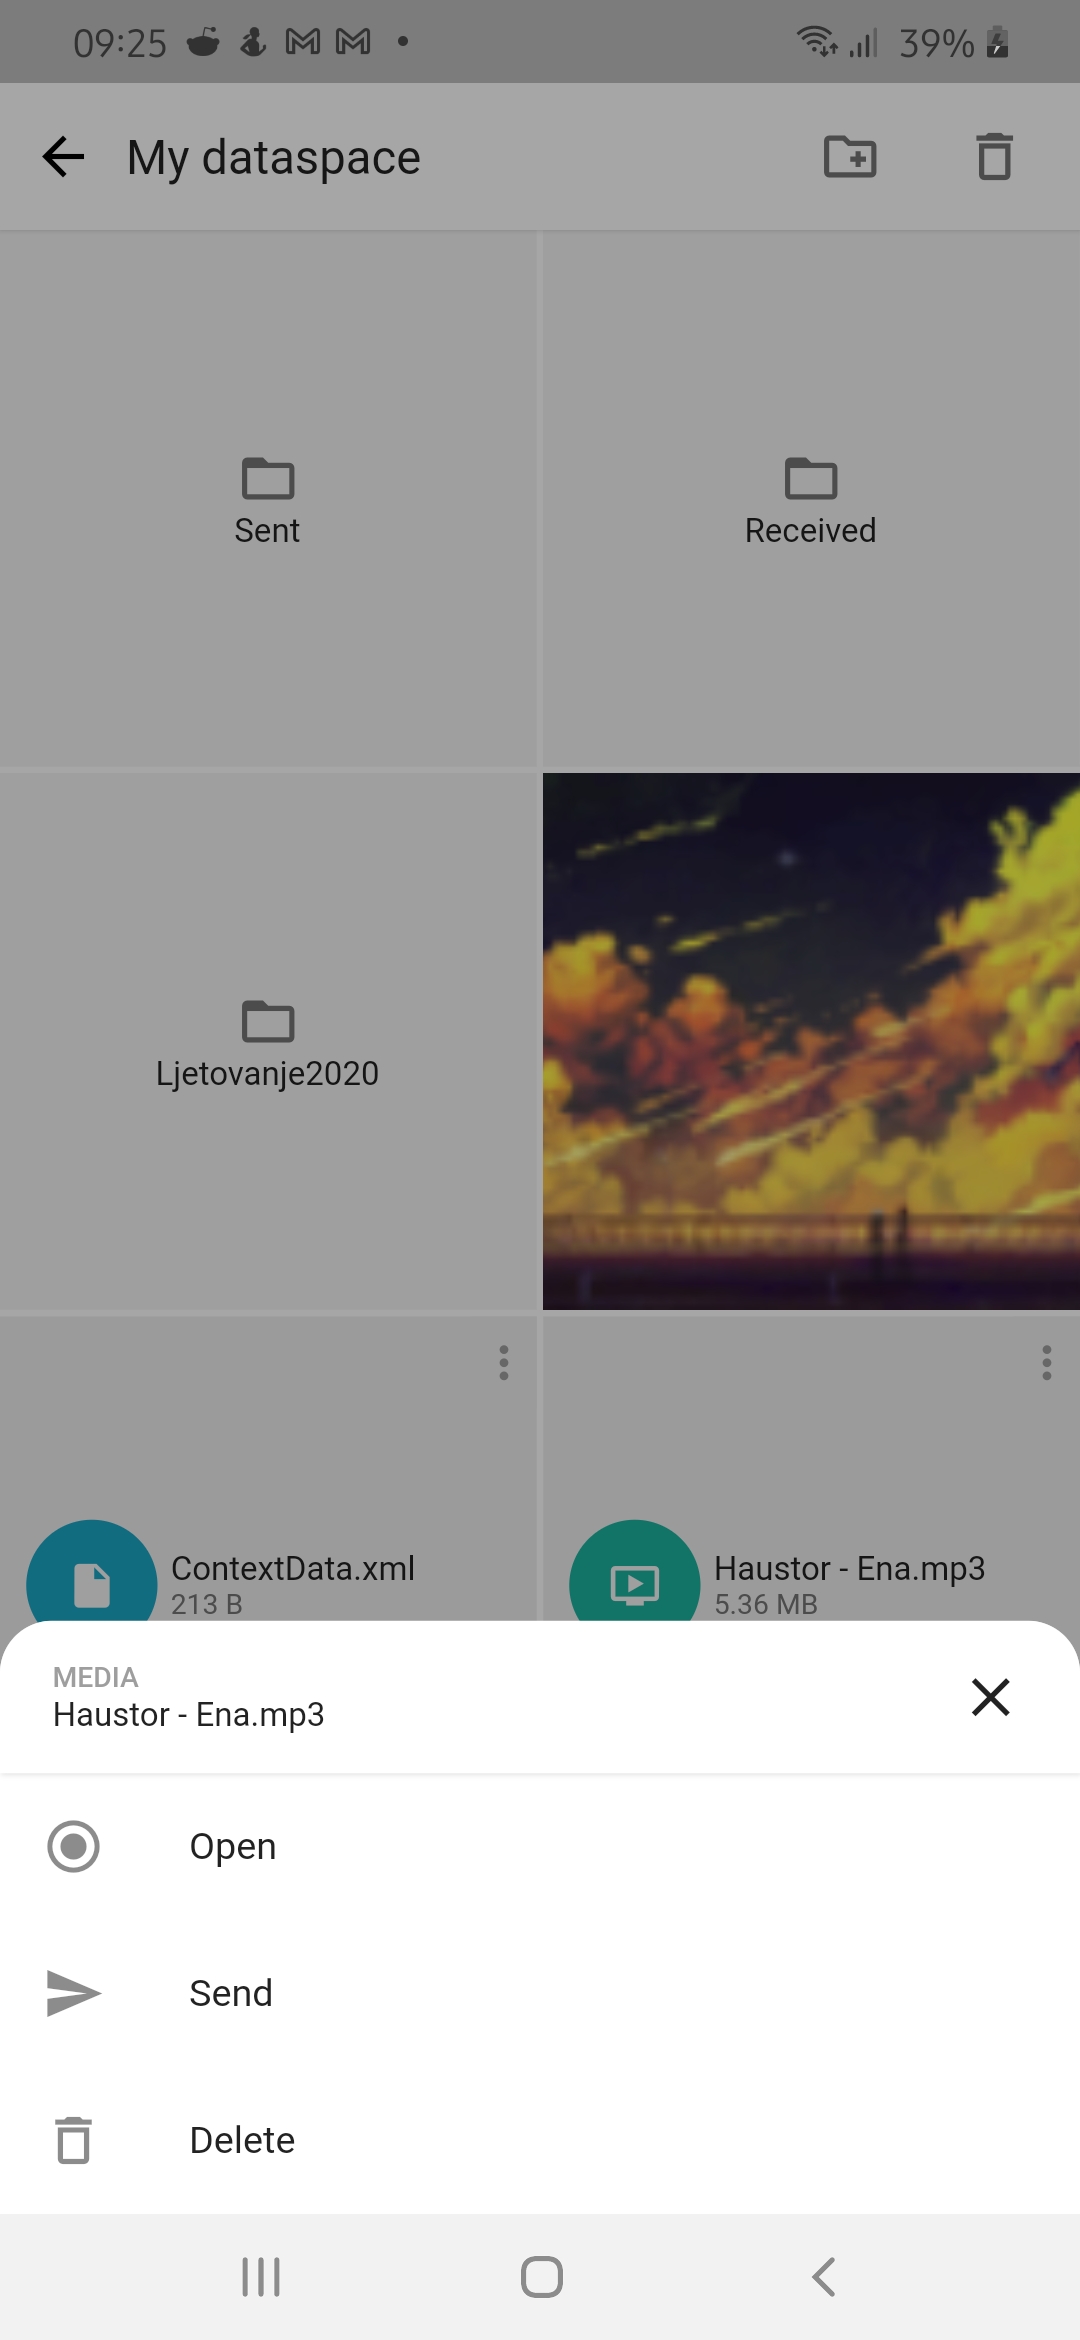 09:25
39%
My dataspace
Sent
Received
Ljetovanje2020
ContextData.xml
213 B
Haustor - Ena.mp3
5.36 MB
MEDIA
Haustor - Ena.mp3
Open
Send
Delete